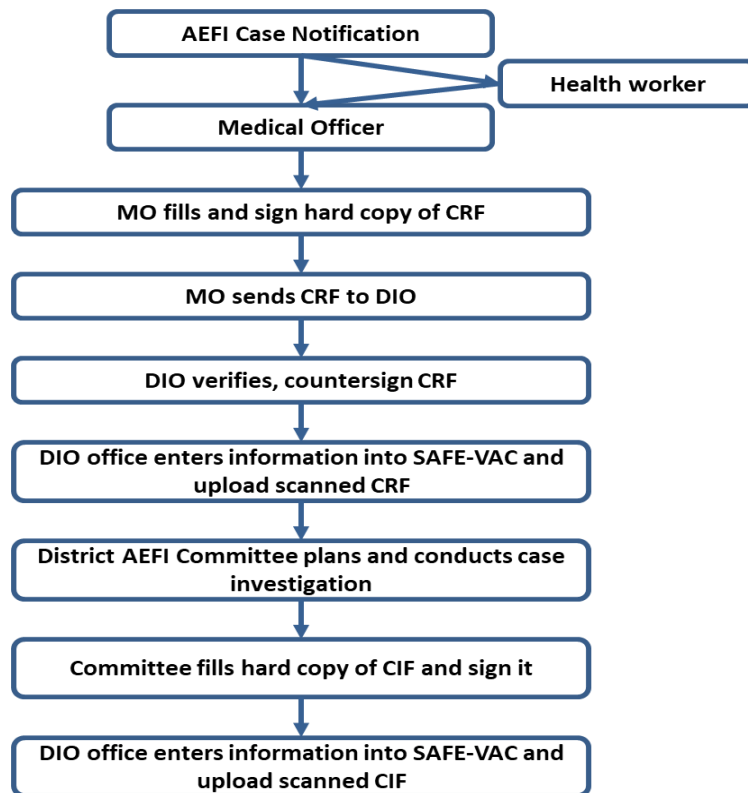 AEFI Case Notification
Health worker
Medical Officer
MO fills and sign hard copy of CRF
MO sends CRF to DIO
DIO verifies, countersign CRF
DIO office enters information into SAFE-VAC and
upload scanned CRF
District AEFI Committee plans and conducts case
investigation
Committee fills hard copy of CIF and sign it
DIO office enters information into SAFE-VAC and
upload scanned CIF